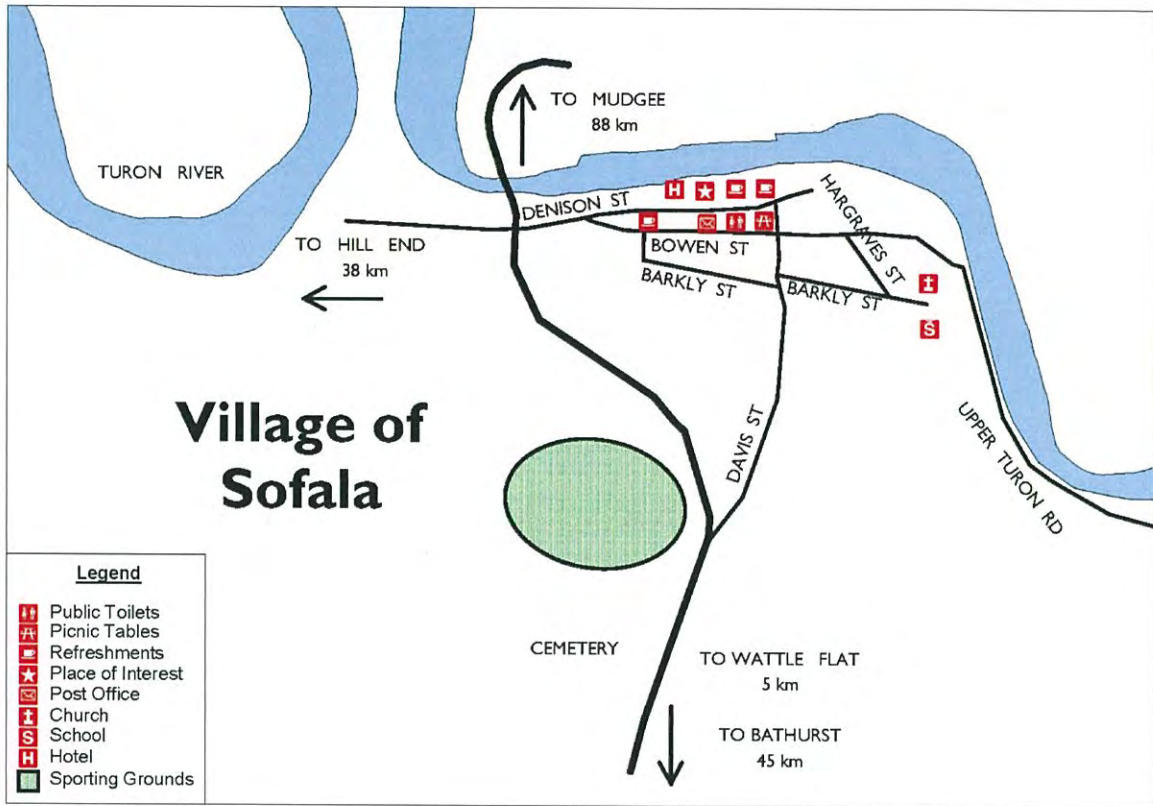 TO MUDGEE
88 km
TURON RIVER
HARGRAVES ST
H
DENISON ST
TO HILL END
38 km
BOWEN ST
BARKLY ST
BARKLY ST
S
Village of
Sofala
DAVIS ST
UPPER TURON RD
Legend
Public Toilets
Picnic Tables
Refreshments
Place of Interest
Post Office
Church
S School
H Hotel
Sporting Grounds
CEMETERY
TO WATTLE FLAT
5 km
TO BATHURST
45 km